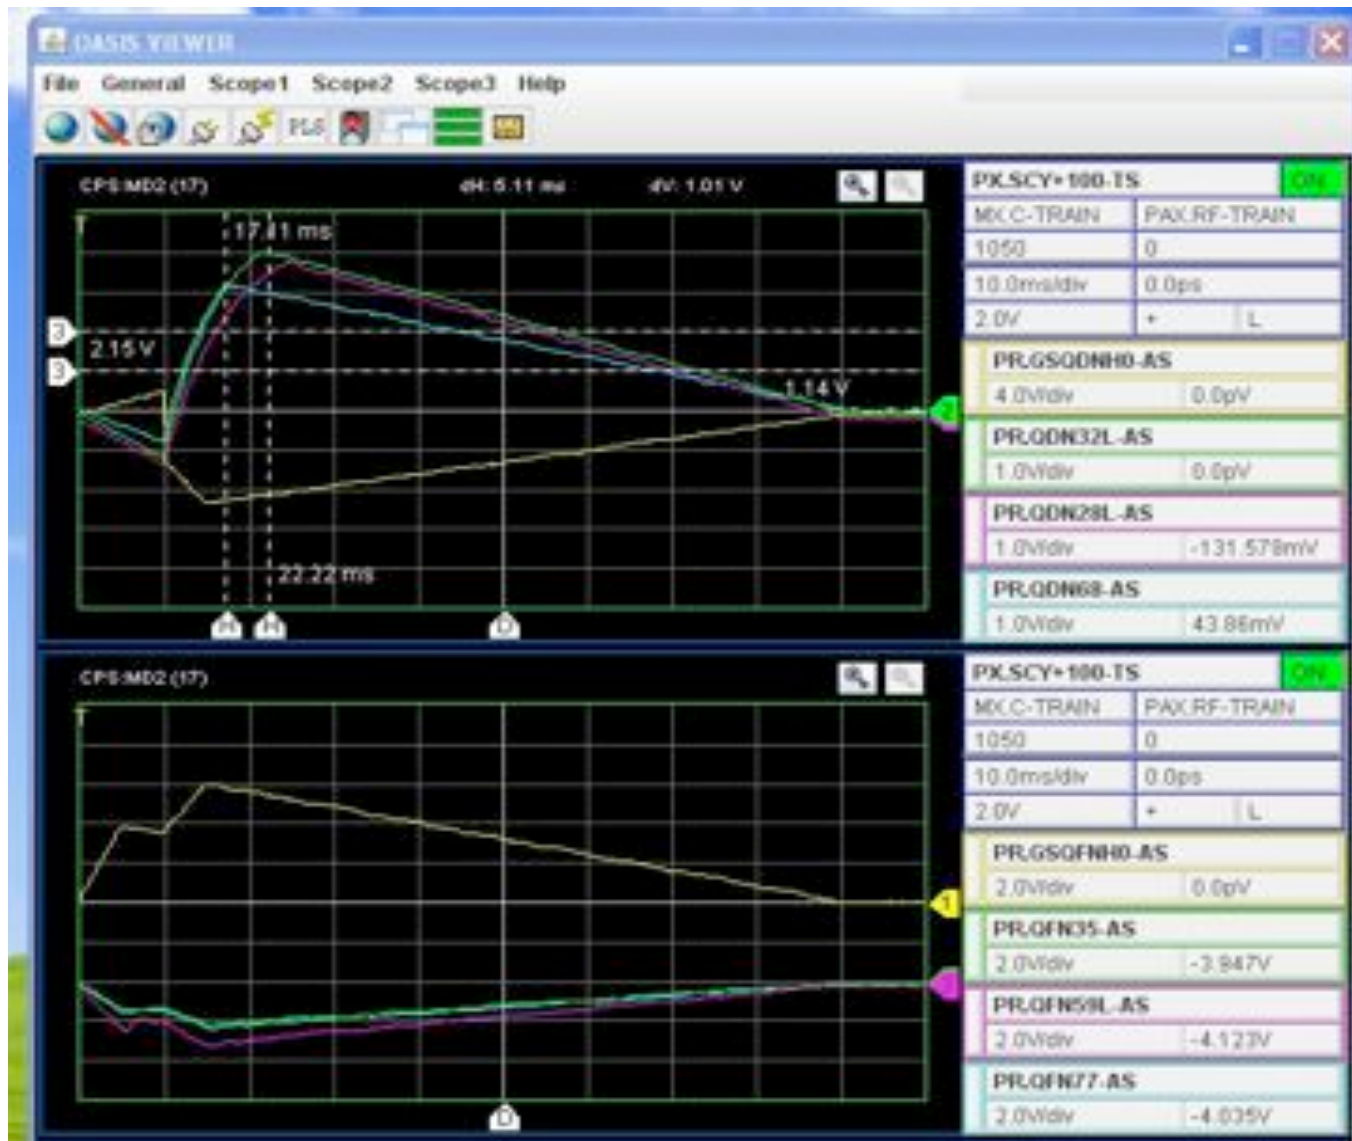 OASIS VIEWER
File General Scope1 Scope2 Scope3 Help
PLS
CPS:MD2 (17) dH: 5.11 ms dV: 1.01 V
T
17.11 ms
3
2.15 V
3
1.14 V
2
22.22 ms
H H D
PX.SCY+100-TS ON
MX.C-TRAIN PAX.RF-TRAIN
1050 0
10.0ms/div 0.0ps
2.0V + L
PR.GSQDNH0-AS
4.0V/div 0.0pV
PR.QDN32L-AS
1.0V/div 0.0pV
PR.QDN28L-AS
1.0V/div -131.579mV
PR.QDN68-AS
1.0V/div 43.86mV
CPS:MD2 (17)
T
1
D
PX.SCY+100-TS ON
MX.C-TRAIN PAX.RF-TRAIN
1050 0
10.0ms/div 0.0ps
2.0V + L
PR.GSQFNH0-AS
2.0V/div 0.0pV
PR.QFN35-AS
2.0V/div -3.947V
PR.QFN59L-AS
2.0V/div -4.123V
PR.QFN77-AS
2.0V/div -4.035V